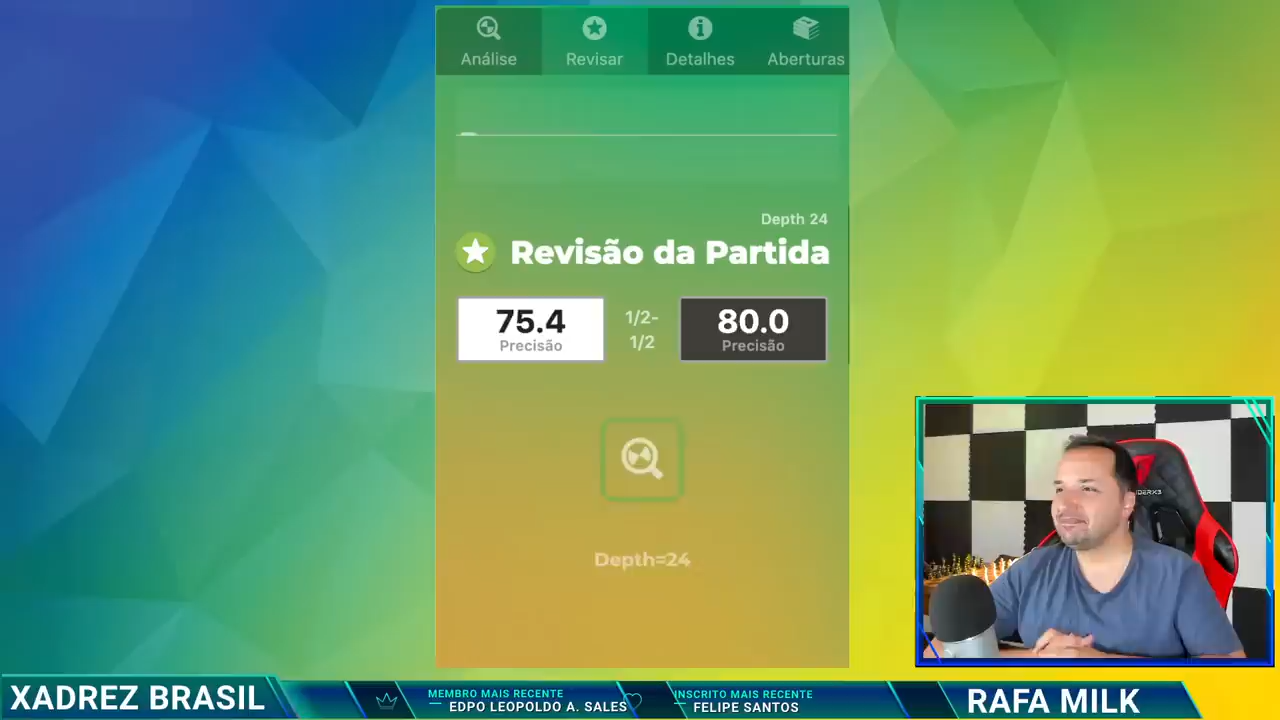 Análise
Revisar
Detalhes
Aberturas
Depth 24
Revisão da Partida
75.4
Precisão
1/2-
1/2
80.0
Precisão
Depth=24
XADREZ BRASIL
MEMBRO MAIS RECENTE
EDPO LEOPOLDO A. SALES
INSCRITO MAIS RECENTE
FELIPE SANTOS
RAFA MILK